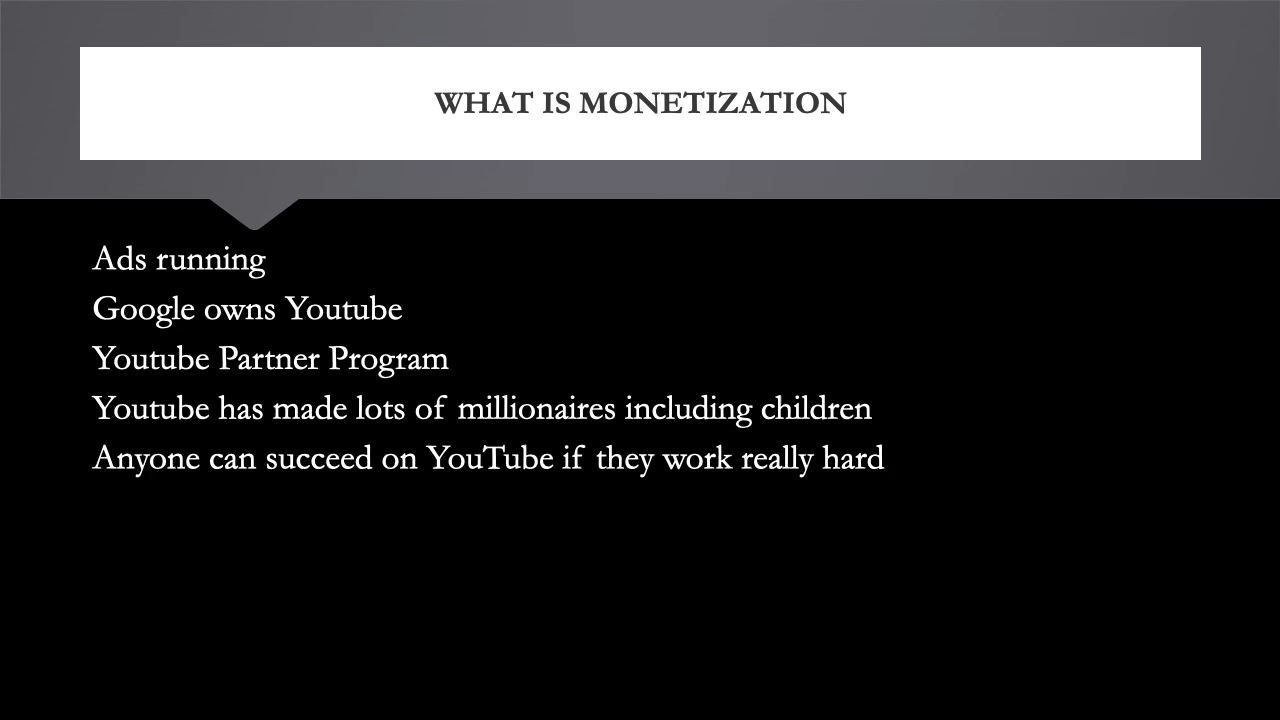 WHAT IS MONETIZATION
Ads running
Google owns Youtube
Youtube Partner Program
Youtube has made lots of millionaires including children
Anyone can succeed on YouTube if they work really hard